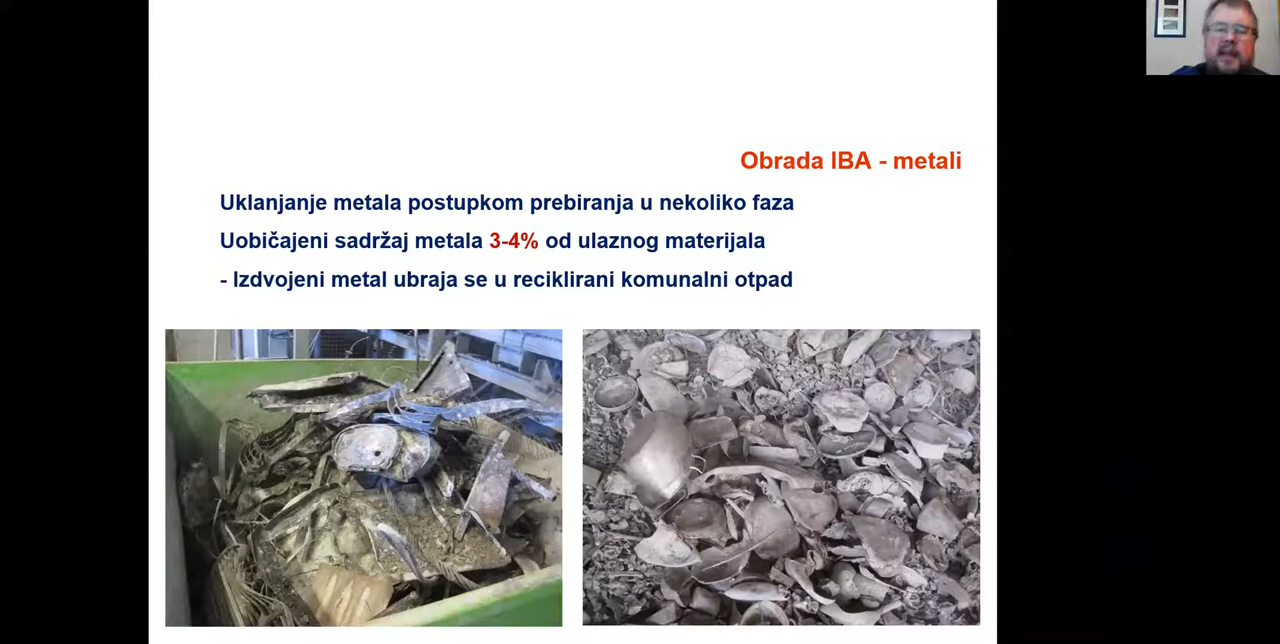 Obrada IBA - metali
Uklanjanje metala postupkom prebiranja u nekoliko faza
Uobičajeni sadržaj metala 3-4% od ulaznog materijala
- Izdvojeni metal ubraja se u reciklirani komunalni otpad